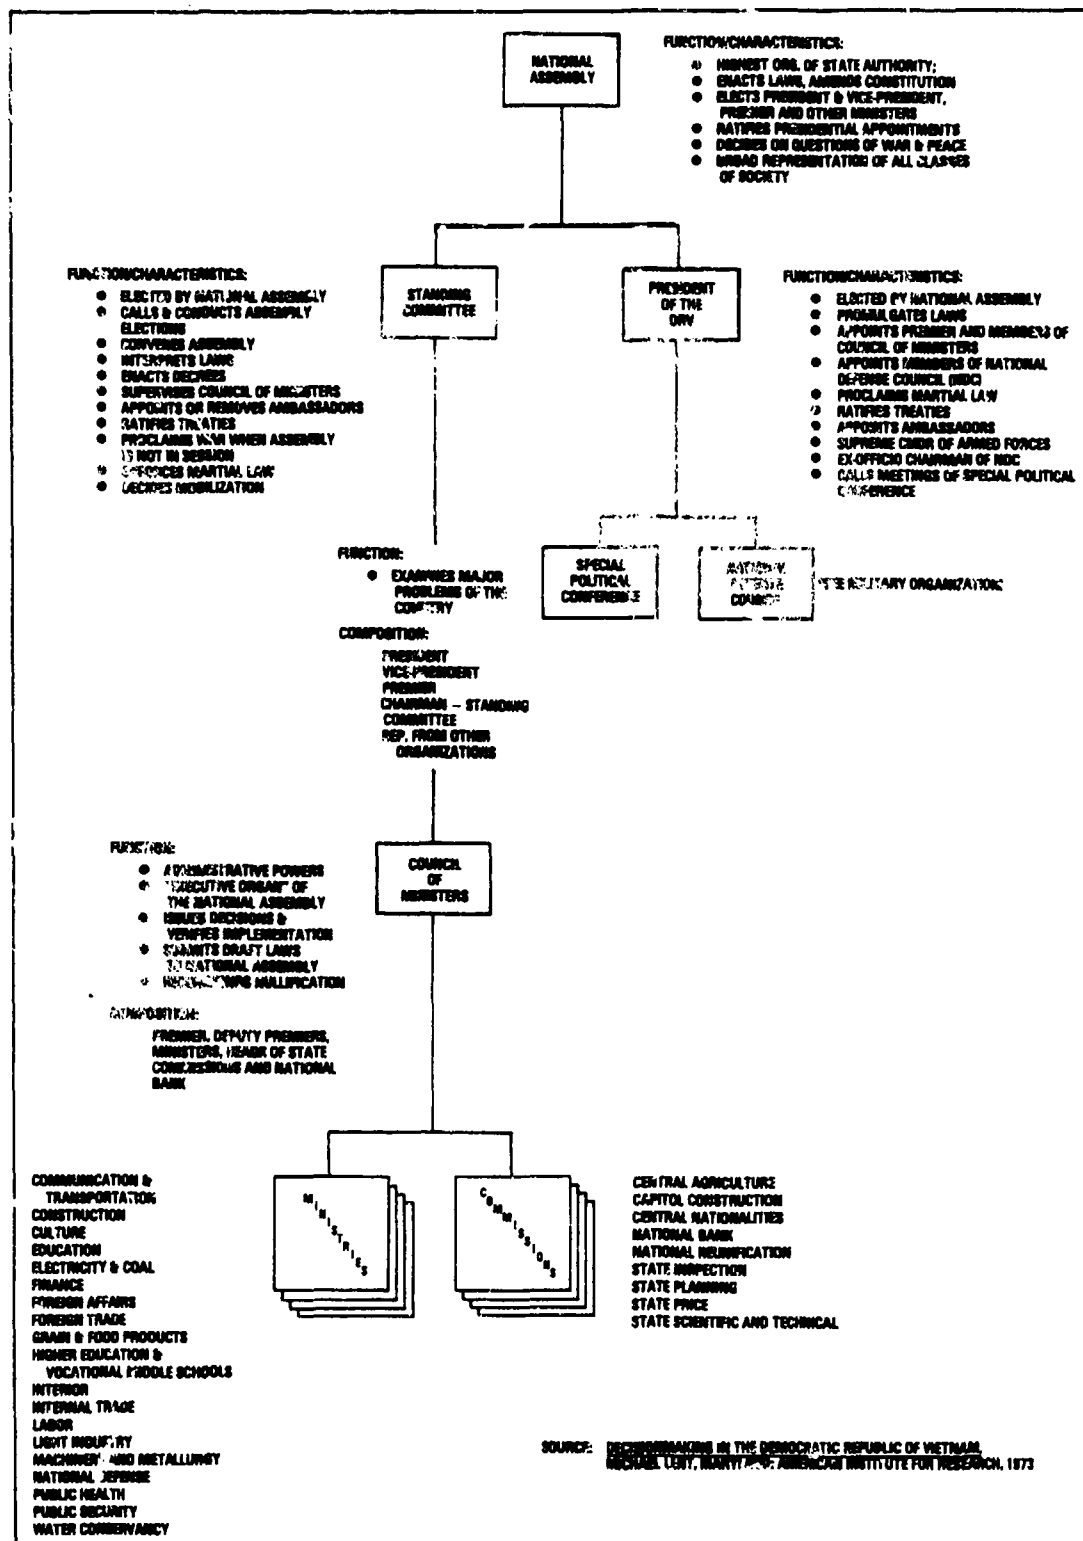 NATIONAL
ASSEMBLY
FUNCTION/CHARACTERISTICS:
HIGHEST ORG. OF STATE AUTHORITY;
ENACTS LAWS, AMENDS CONSTITUTION
ELECTS PRESIDENT & VICE-PRESIDENT,
PREMIER AND OTHER MINISTERS
RATIFIES PRESIDENTIAL APPOINTMENTS
DECIDES ON QUESTIONS OF WAR & PEACE
BROAD REPRESENTATION OF ALL CLASSES
OF SOCIETY
FUNCTION/CHARACTERISTICS:
ELECTED BY NATIONAL ASSEMBLY
CALLS & CONDUCTS ASSEMBLY
ELECTIONS
CONVENES ASSEMBLY
INTERPRETS LAWS
ENACTS DECREES
SUPERVISES COUNCIL OF MINISTERS
APPOINTS OR REMOVES AMBASSADORS
RATIFIES TREATIES
PROCLAIMS WAR WHEN ASSEMBLY
IS NOT IN SESSION
ENFORCES MARTIAL LAW
DECIDES MOBILIZATION
STANDING
COMMITTEE
PRESIDENT
OF THE
DRV
FUNCTION/CHARACTERISTICS:
ELECTED BY NATIONAL ASSEMBLY
PROMULGATES LAWS
APPOINTS PREMIER AND MEMBERS OF
COUNCIL OF MINISTERS
APPOINTS MEMBERS OF NATIONAL
DEFENSE COUNCIL (NDC)
PROCLAIMS MARTIAL LAW
RATIFIES TREATIES
APPOINTS AMBASSADORS
SUPREME CMDR OF ARMED FORCES
EX-OFFICIO CHAIRMAN OF NDC
CALLS MEETINGS OF SPECIAL POLITICAL
CONFERENCE
FUNCTION:
EXAMINES MAJOR
PROBLEMS OF THE
COUNTRY
COMPOSITION:
PRESIDENT
VICE-PRESIDENT
PREMIER
CHAIRMAN – STANDING
COMMITTEE
REP. FROM OTHER
ORGANIZATIONS
SPECIAL
POLITICAL
CONFERENCE
NATIONAL
DEFENSE
COUNCIL
MILITARY ORGANIZATION)
FUNCTION:
ADMINISTRATIVE POWERS
"EXECUTIVE ORGAN" OF
THE NATIONAL ASSEMBLY
ISSUES DECISIONS &
VERIFIES IMPLEMENTATION
SUBMITS DRAFT LAWS
TO NATIONAL ASSEMBLY
NULLIFICATION
COMPOSITION:
PREMIER, DEPUTY PREMIERS,
MINISTERS, HEADS OF STATE
COMMISSIONS AND NATIONAL
BANK
COUNCIL
OF
MINISTERS
COMMUNICATION &
TRANSPORTATION
CONSTRUCTION
CULTURE
EDUCATION
ELECTRICITY & COAL
FINANCE
FOREIGN AFFAIRS
FOREIGN TRADE
GRAIN & FOOD PRODUCTS
HIGHER EDUCATION &
VOCATIONAL MIDDLE SCHOOLS
INTERIOR
INTERNAL TRADE
LABOR
LIGHT INDUSTRY
MACHINERY AND METALLURGY
NATIONAL DEFENSE
PUBLIC HEALTH
PUBLIC SECURITY
WATER CONSERVANCY
MINISTRIES
COMMISSIONS
CENTRAL AGRICULTURE
CAPITOL CONSTRUCTION
CENTRAL NATIONALITIES
NATIONAL BANK
NATIONAL REUNIFICATION
STATE INSPECTION
STATE PLANNING
STATE PRICE
STATE SCIENTIFIC AND TECHNICAL
SOURCE: DECISIONMAKING IN THE DEMOCRATIC REPUBLIC OF VIETNAM,
MICHAEL AMERICAN INSTITUTE FOR RESEARCH, 1973